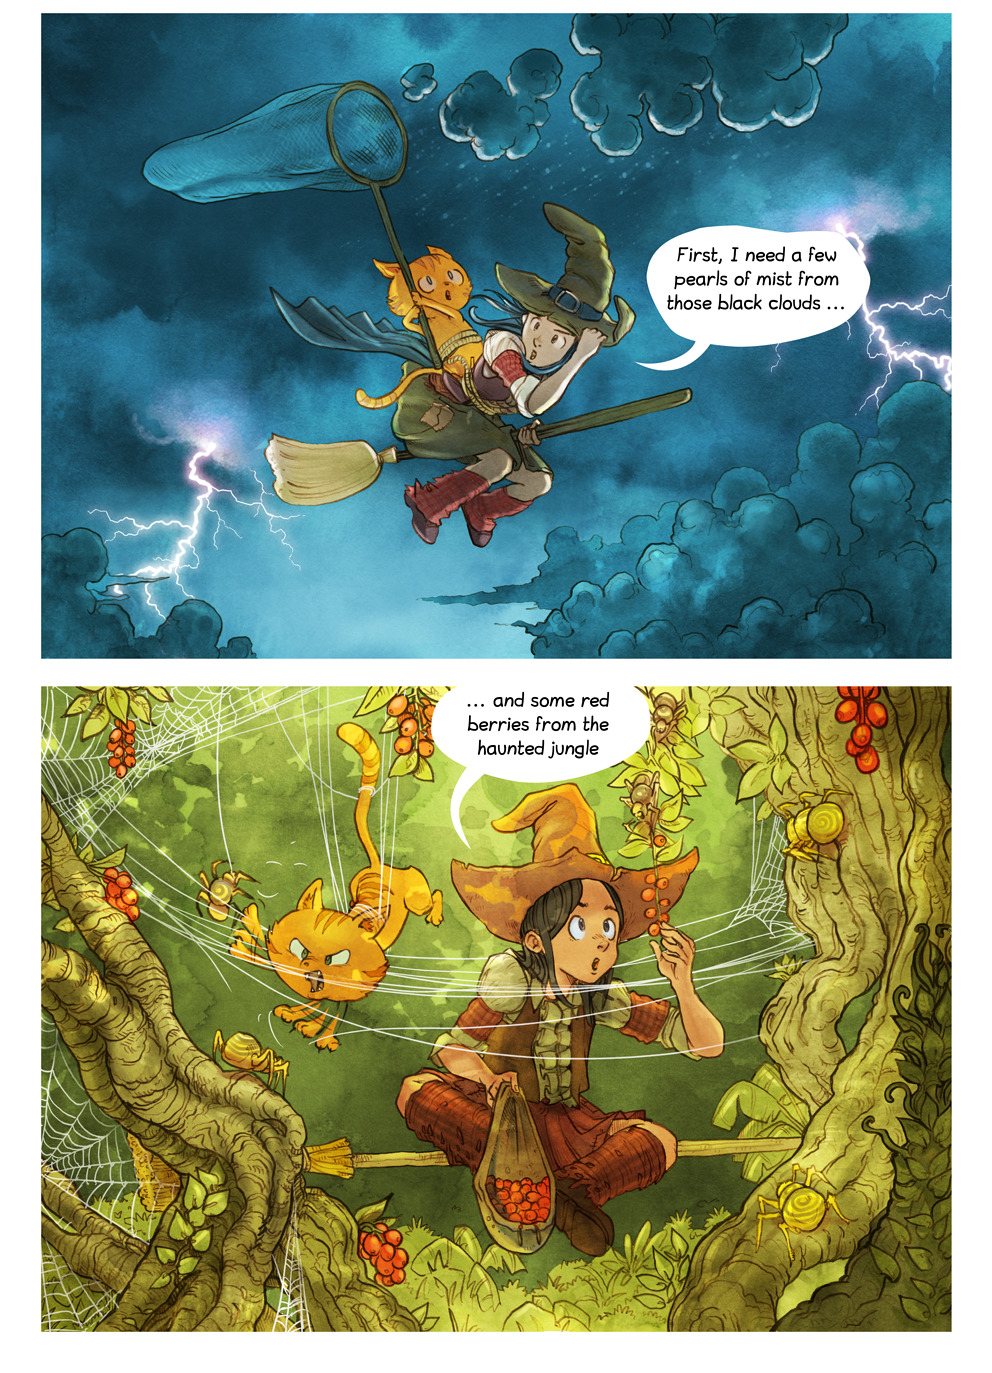 First, I need a few
pearls of mist from
those black clouds ...
... and some red
berries from the
haunted jungle